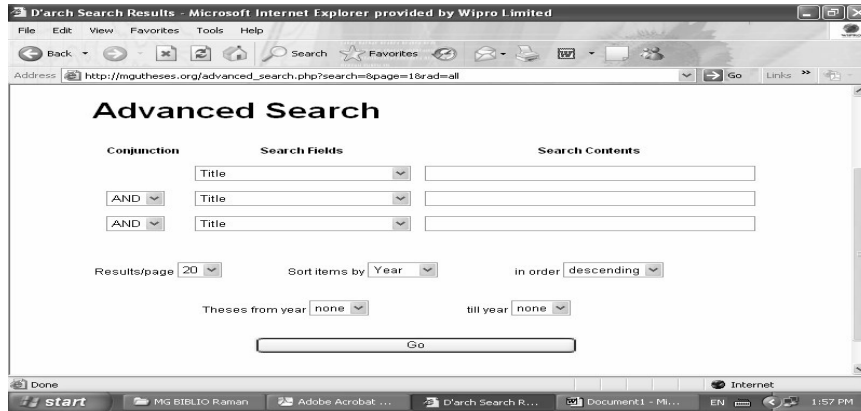 D'arch Search Results - Microsoft Internet Explorer provided by Wipro Limited
File Edit View Favorites Tools Help
Back Search Favorites
Address http://mgutheses.org/advanced_search.php?search=&page=1&rad=all Go Links »
Advanced Search
Conjunction Search Fields Search Contents
Title
AND Title
AND Title
Results/page 20 Sort items by Year in order descending
Theses from year none till year none
Go
Done Internet
start MG BIBLIO Raman Adobe Acrobat ... D'arch Search R... Document1 - Mi... EN 1:57 PM